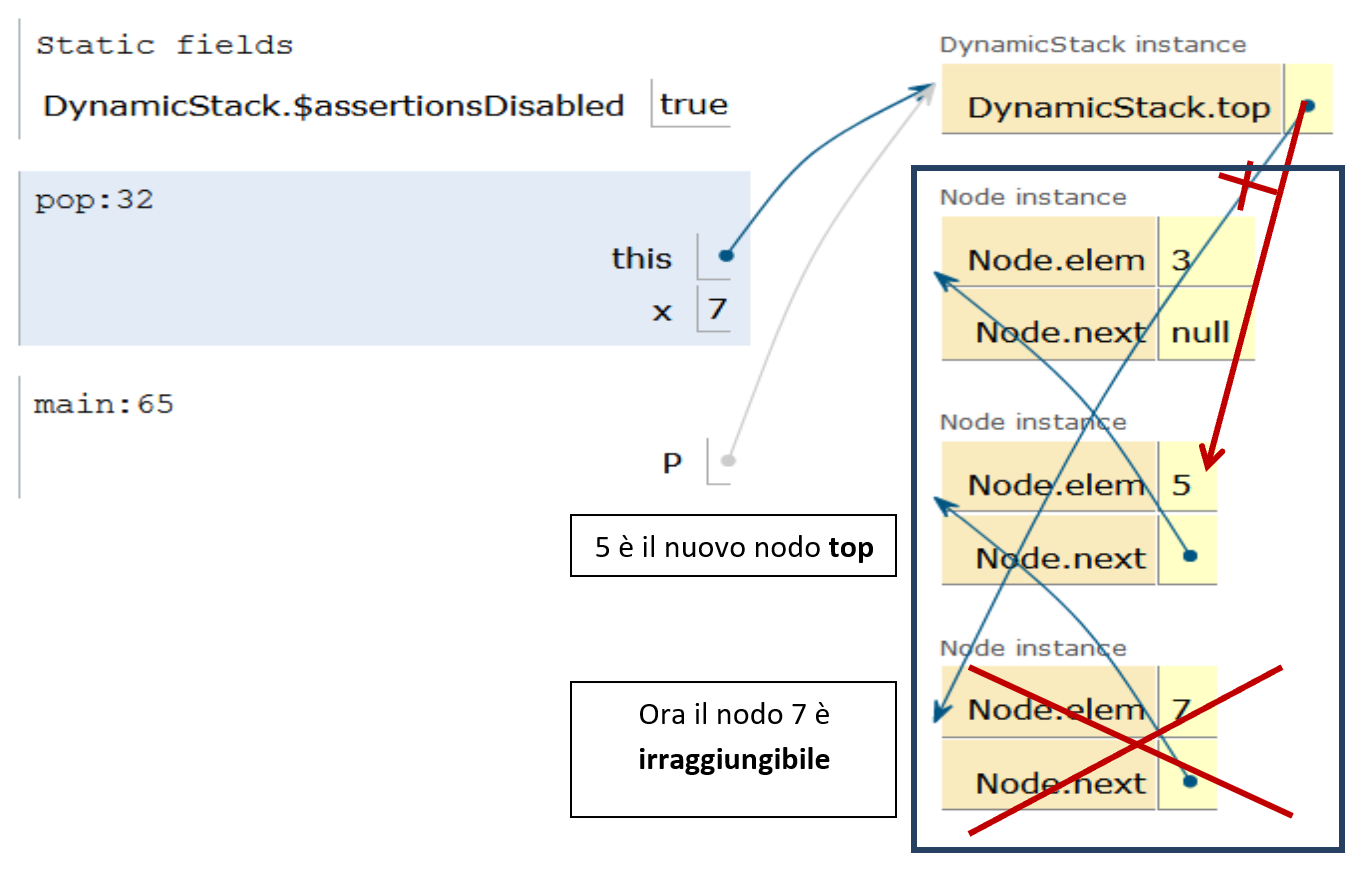 Static fields
DynamicStack.$assertionsDisabled true
pop:32
this
x 7
main:65
P
DynamicStack instance
DynamicStack.top
Node instance
Node.elem 3
Node.next null
Node instance
Node.elem 5
Node.next
Node instance
Node.elem 7
Node.next
5 è il nuovo nodo top
Ora il nodo 7 è
irraggiungibile